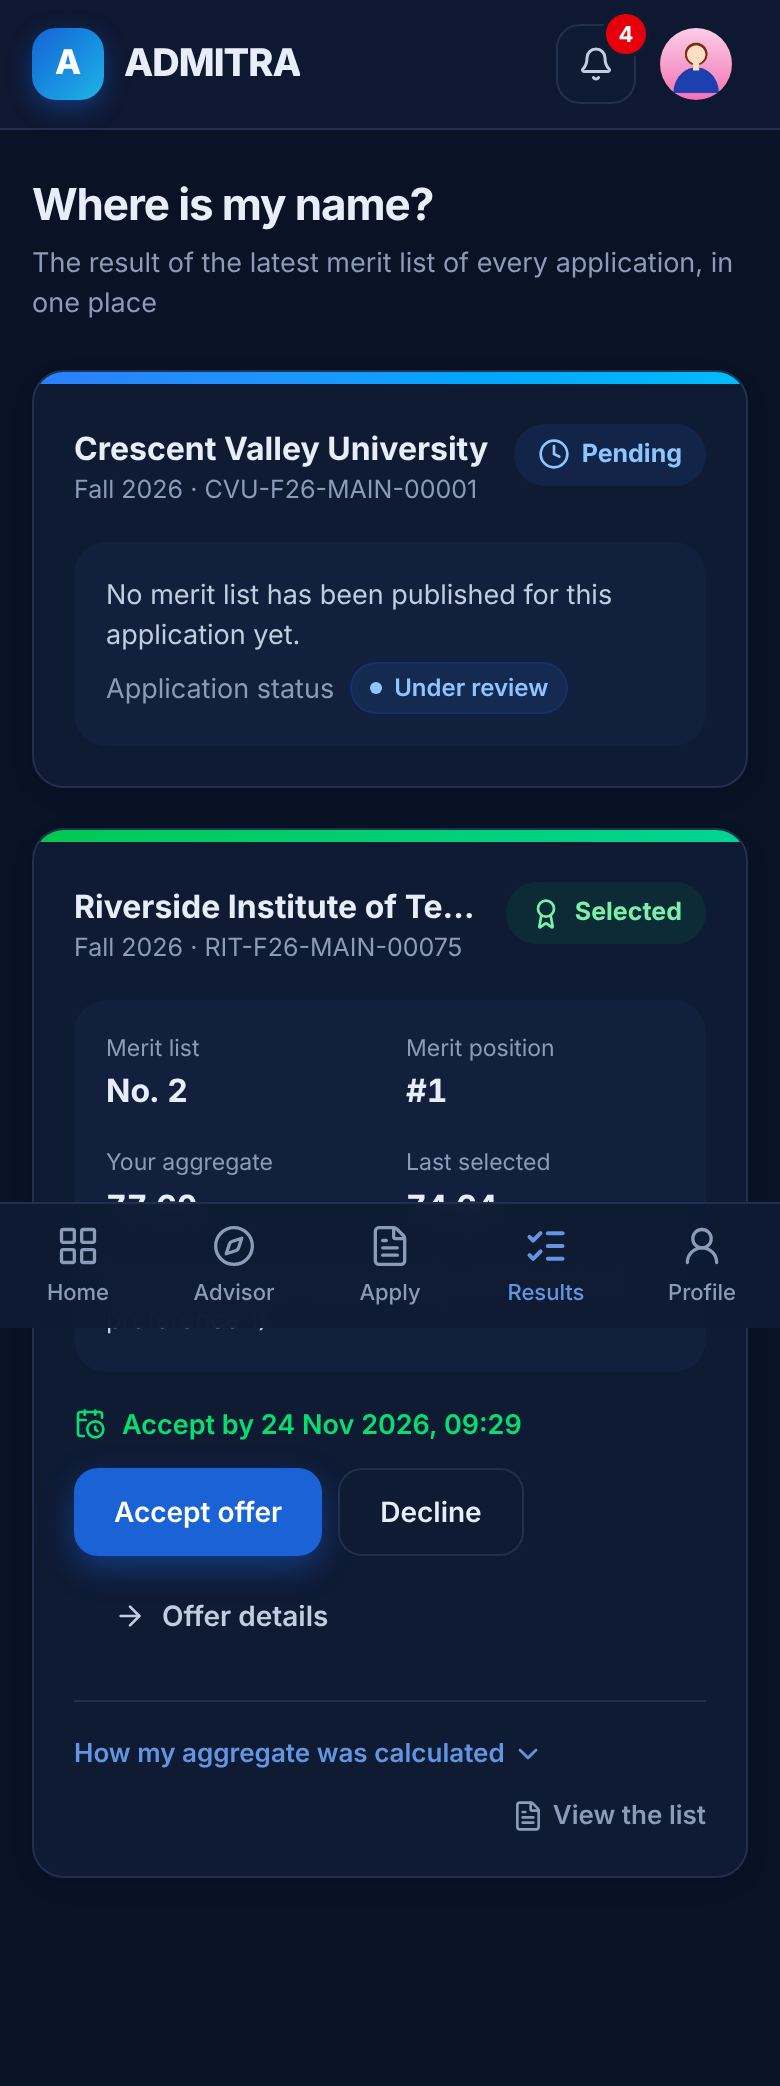 A
ADMITRA
4
Where is my name?
The result of the latest merit list of every application, in
one place
Crescent Valley University
Pending
Fall 2026 · CVU-F26-MAIN-00001
No merit list has been published for this
application yet.
Application status
Under review
Riverside Institute of Te...
Selected
Fall 2026 · RIT-F26-MAIN-00075
Merit list
Merit position
No. 2
#1
Your aggregate
Last selected
Home
Advisor
Apply
Results
Profile
Accept by 24 Nov 2026, 09:29
Accept offer
Decline
Offer details
How my aggregate was calculated
View the list